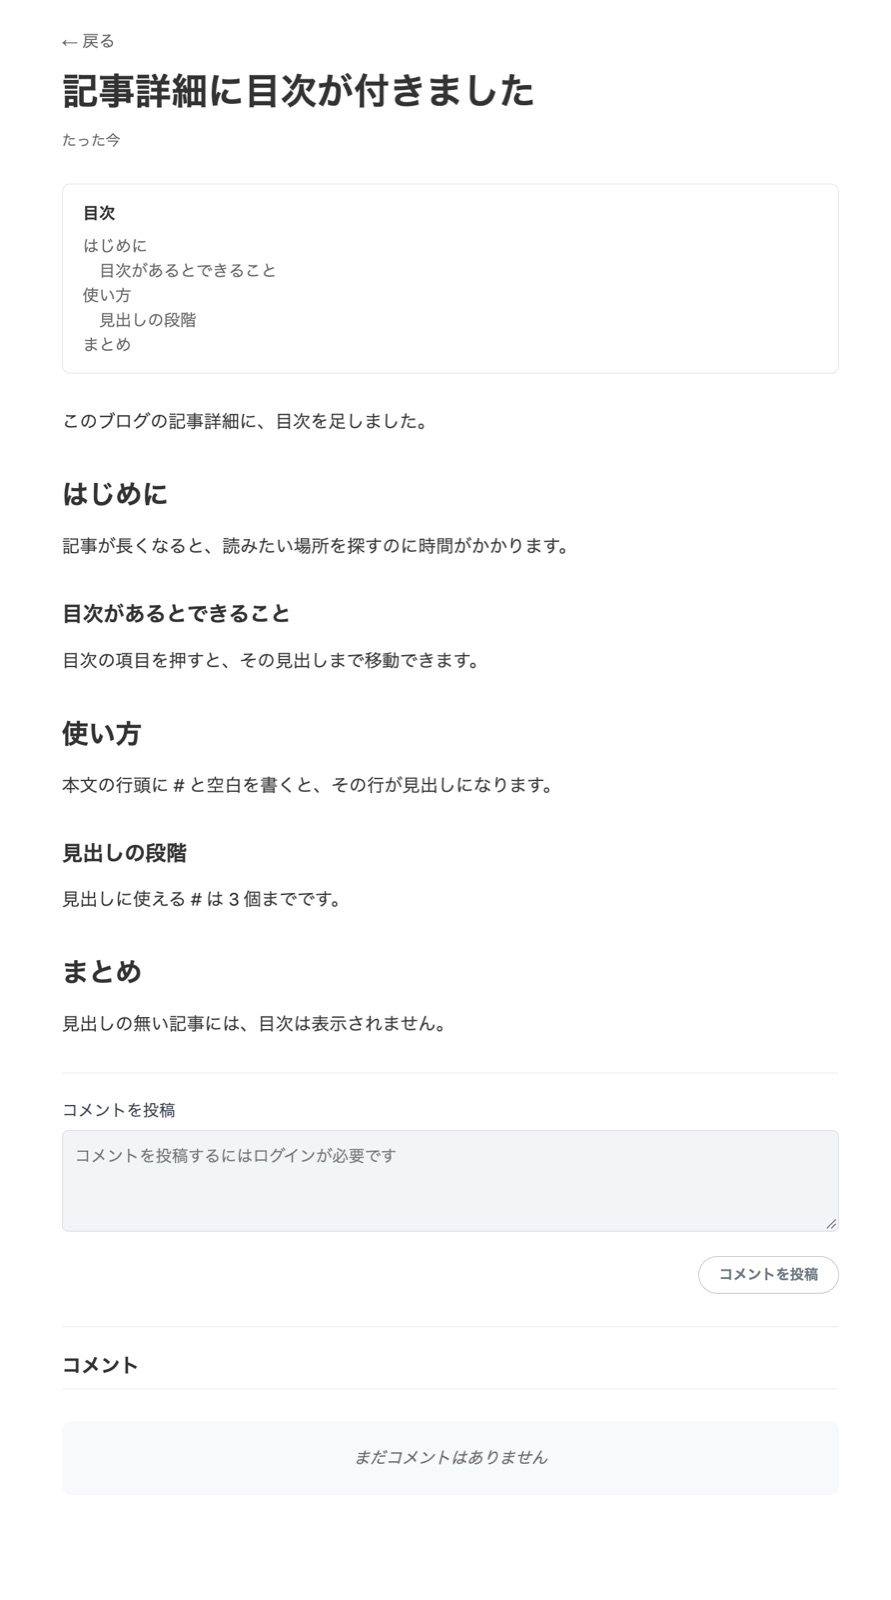 ← 戻る
記事詳細に目次が付きました
たった今
目次
はじめに
目次があるとできること
使い方
見出しの段階
まとめ
このブログの記事詳細に、目次を足しました。
はじめに
記事が長くなると、読みたい場所を探すのに時間がかかります。
目次があるとできること
目次の項目を押すと、その見出しまで移動できます。
使い方
本文の行頭に # と空白を書くと、その行が見出しになります。
見出しの段階
見出しに使える # は 3 個までです。
まとめ
見出しの無い記事には、目次は表示されません。
コメントを投稿
コメントを投稿するにはログインが必要です
コメントを投稿
コメント
まだコメントはありません